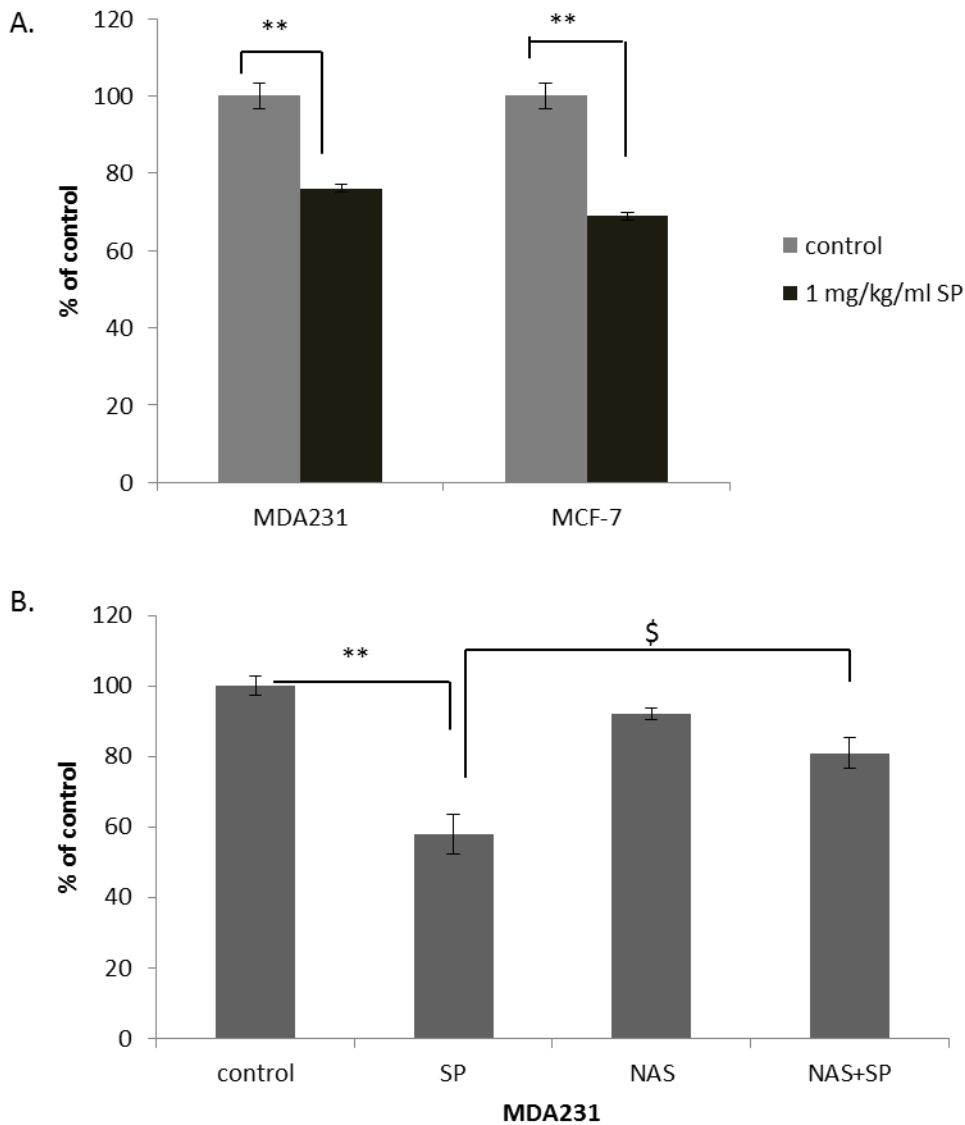 A.
120
100
80
60
40
20
0
% of control
**
**
MDA231
MCF-7
control
1 mg/kg/ml SP
B.
120
100
80
60
40
20
0
% of control
**
$
control
SP
NAS
NAS+SP
MDA231